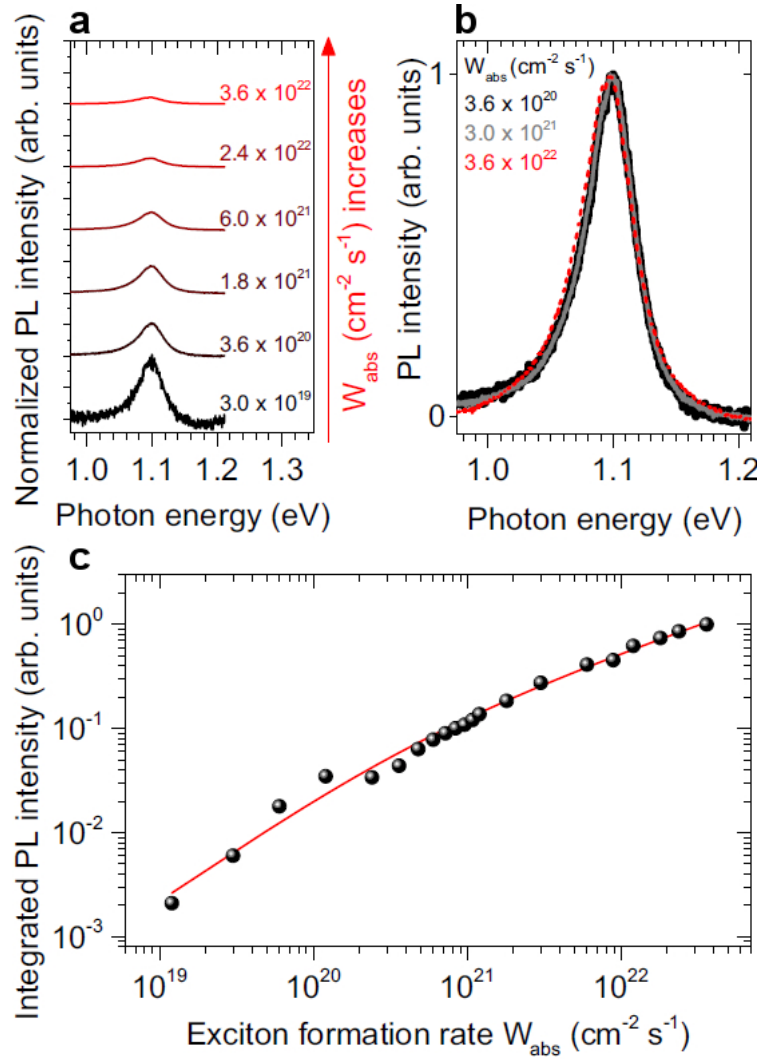 a
Normalized PL intensity (arb. units)
3.6 x 10²²
2.4 x 10²²
6.0 x 10²¹
1.8 x 10²¹
3.6 x 10²⁰
3.0 x 10¹⁹
1.0 1.1 1.2 1.3
Photon energy (eV)
W_abs (cm⁻² s⁻¹) increases
b
PL intensity (arb. units)
1
0
W_abs (cm⁻² s⁻¹)
3.6 x 10²⁰
3.0 x 10²¹
3.6 x 10²²
1.0 1.1 1.2
Photon energy (eV)
c
Integrated PL intensity (arb. units)
10⁰
10⁻¹
10⁻²
10⁻³
10¹⁹ 10²⁰ 10²¹ 10²²
Exciton formation rate W_abs (cm⁻² s⁻¹)